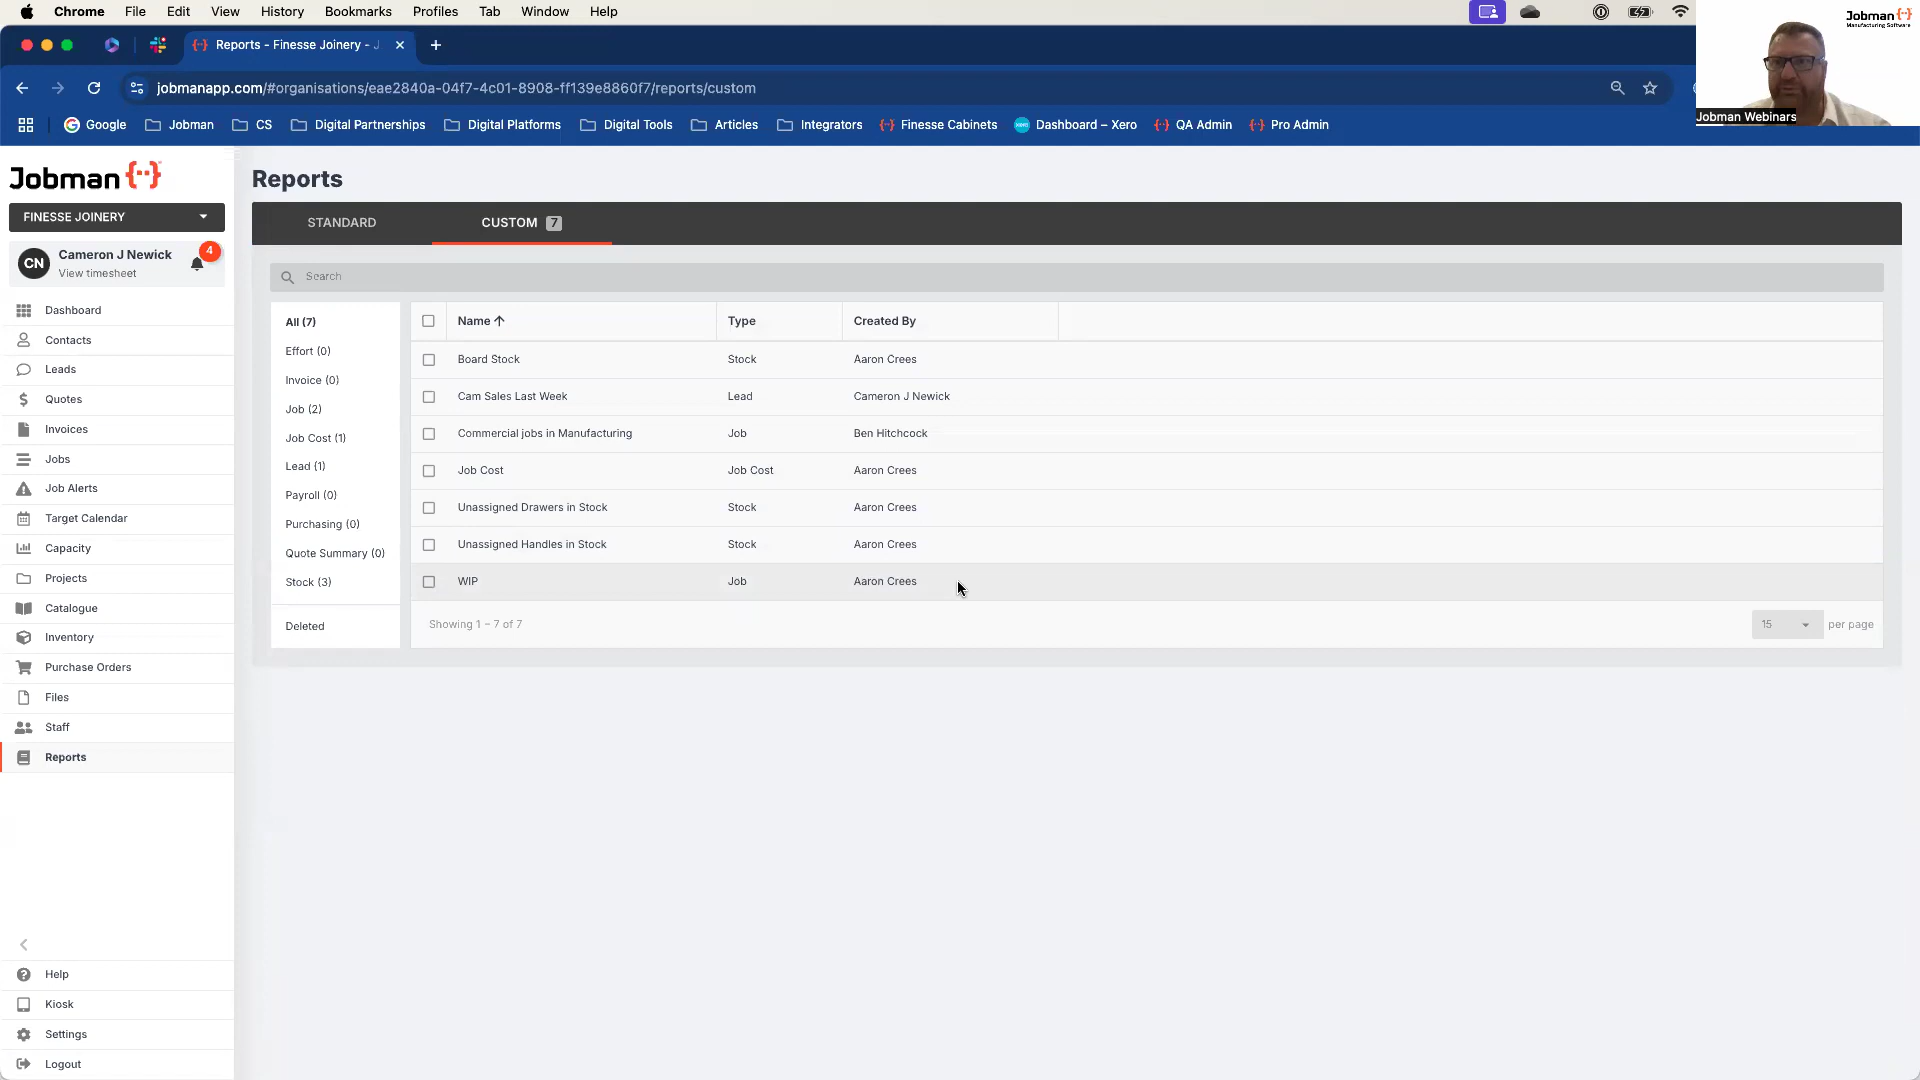 Chrome File Edit View History Bookmarks Profiles Tab Window Help
Jobman {··}
Manufacturing Software
Reports - Finesse Joinery - J
jobmanapp.com/#organisations/eae2840a-04f7-4c01-8908-ff139e8860f7/reports/custom
Jobman Webinars
Google Jobman CS Digital Partnerships Digital Platforms Digital Tools Articles Integrators Finesse Cabinets Dashboard – Xero QA Admin Pro Admin
Jobman {··}
FINESSE JOINERY
CN Cameron J Newick 4
View timesheet
Dashboard
Contacts
Leads
Quotes
Invoices
Jobs
Job Alerts
Target Calendar
Capacity
Projects
Catalogue
Inventory
Purchase Orders
Files
Staff
Reports
Help
Kiosk
Settings
Logout
Reports
STANDARD CUSTOM 7
Search
All (7)
Effort (0)
Invoice (0)
Job (2)
Job Cost (1)
Lead (1)
Payroll (0)
Purchasing (0)
Quote Summary (0)
Stock (3)
Deleted
Name Type Created By
Board Stock Stock Aaron Crees
Cam Sales Last Week Lead Cameron J Newick
Commercial jobs in Manufacturing Job Ben Hitchcock
Job Cost Job Cost Aaron Crees
Unassigned Drawers in Stock Stock Aaron Crees
Unassigned Handles in Stock Stock Aaron Crees
WIP Job Aaron Crees
Showing 1 – 7 of 7 15 per page